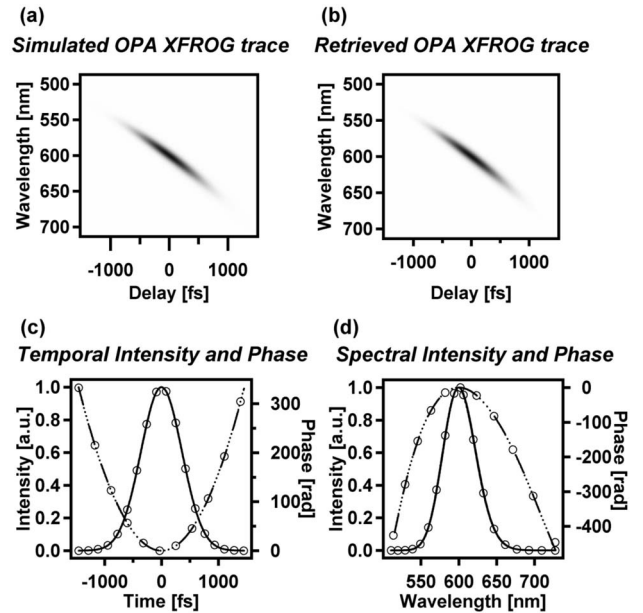 (a)
Simulated OPA XFROG trace
Wavelength [nm]
500
550
600
650
700
-1000
0
1000
Delay [fs]
(b)
Retrieved OPA XFROG trace
Wavelength [nm]
500
550
600
650
700
-1000
0
1000
Delay [fs]
(c)
Temporal Intensity and Phase
Intensity [a.u.]
1.0
0.8
0.6
0.4
0.2
0.0
-1000
0
1000
Time [fs]
300
200
100
0
Phase [rad]
(d)
Spectral Intensity and Phase
Intensity [a.u.]
1.0
0.8
0.6
0.4
0.2
0.0
550
600
650
700
Wavelength [nm]
0
-100
-200
-300
-400
Phase [rad]